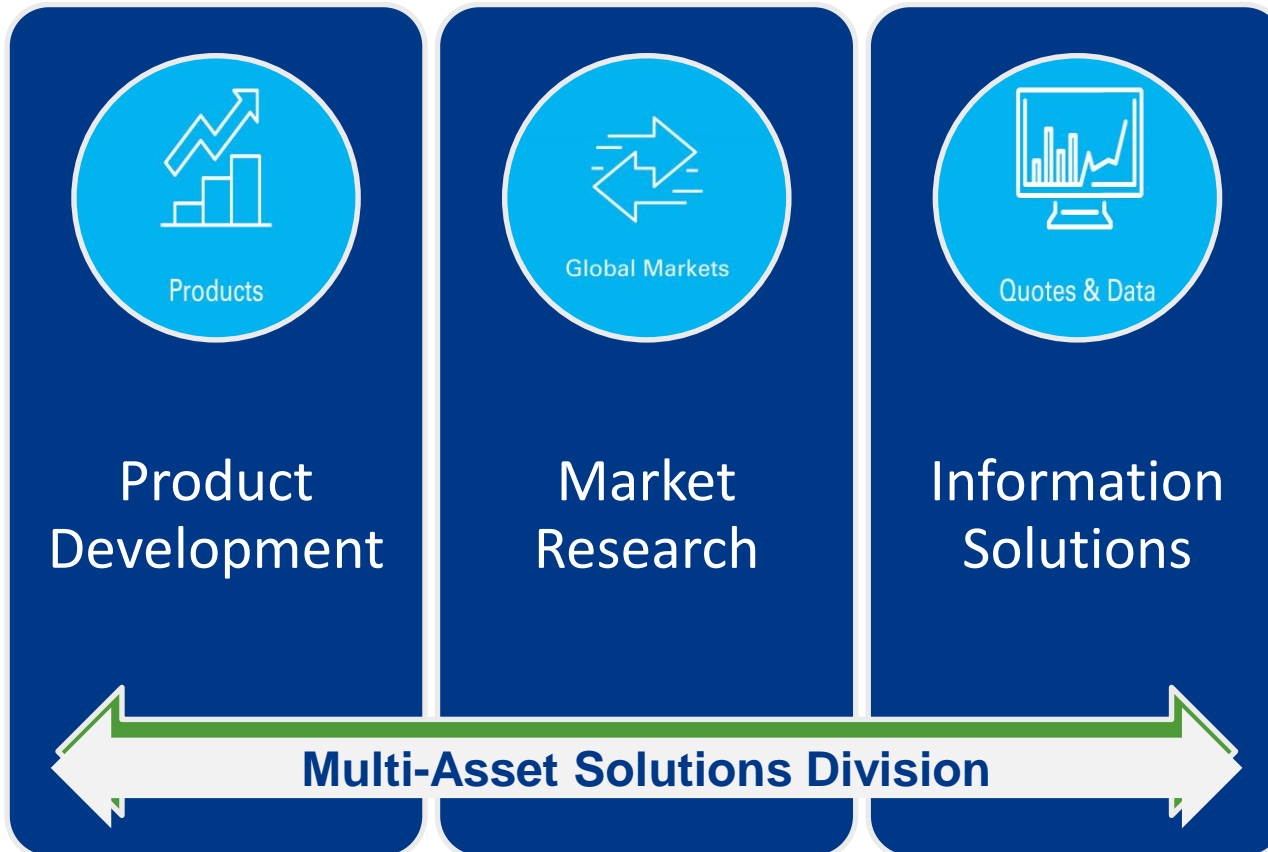 Products
Global Markets
Quotes & Data
Product
Development
Market
Research
Information
Solutions
Multi-Asset Solutions Division